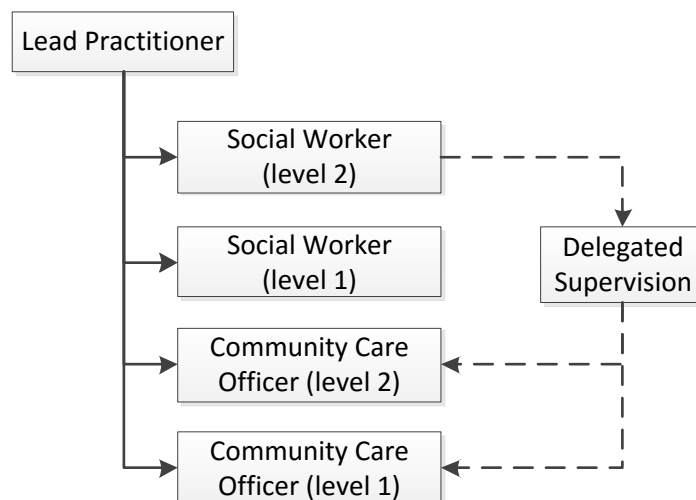 Lead Practitioner
Social Worker
(level 2)
Social Worker
(level 1)
Delegated
Supervision
Community Care
Officer (level 2)
Community Care
Officer (level 1)